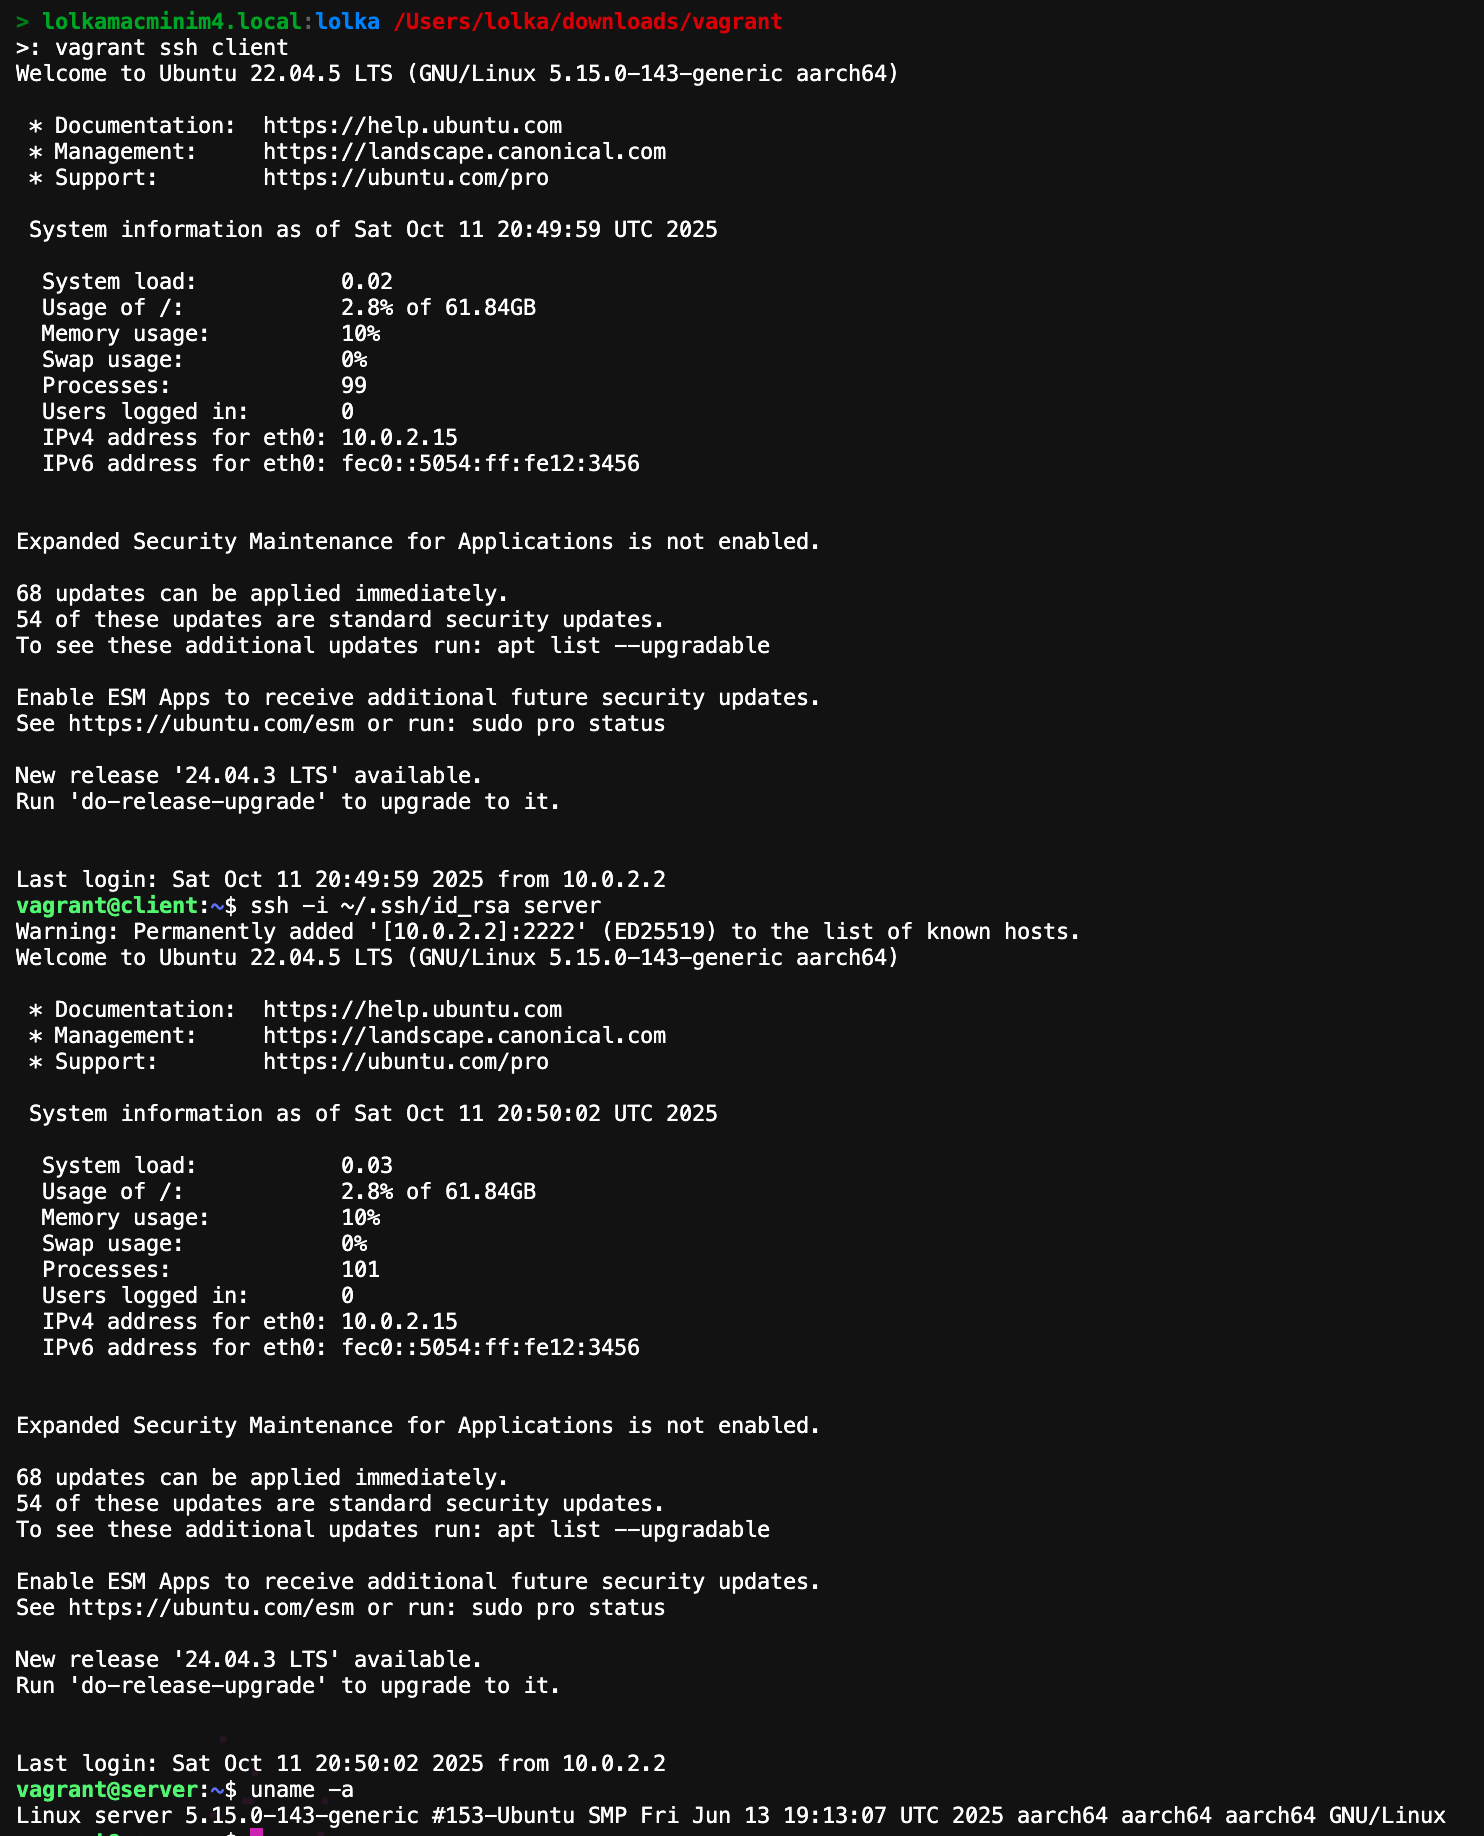 > lolkamacminim4.local:lolka /Users/lolka/downloads/vagrant
>: vagrant ssh client
Welcome to Ubuntu 22.04.5 LTS (GNU/Linux 5.15.0-143-generic aarch64)

 * Documentation:  https://help.ubuntu.com
 * Management:     https://landscape.canonical.com
 * Support:        https://ubuntu.com/pro

 System information as of Sat Oct 11 20:49:59 UTC 2025

  System load:           0.02
  Usage of /:            2.8% of 61.84GB
  Memory usage:          10%
  Swap usage:            0%
  Processes:             99
  Users logged in:       0
  IPv4 address for eth0: 10.0.2.15
  IPv6 address for eth0: fec0::5054:ff:fe12:3456


Expanded Security Maintenance for Applications is not enabled.

68 updates can be applied immediately.
54 of these updates are standard security updates.
To see these additional updates run: apt list --upgradable

Enable ESM Apps to receive additional future security updates.
See https://ubuntu.com/esm or run: sudo pro status

New release '24.04.3 LTS' available.
Run 'do-release-upgrade' to upgrade to it.


Last login: Sat Oct 11 20:49:59 2025 from 10.0.2.2
vagrant@client:~$ ssh -i ~/.ssh/id_rsa server
Warning: Permanently added '[10.0.2.2]:2222' (ED25519) to the list of known hosts.
Welcome to Ubuntu 22.04.5 LTS (GNU/Linux 5.15.0-143-generic aarch64)

 * Documentation:  https://help.ubuntu.com
 * Management:     https://landscape.canonical.com
 * Support:        https://ubuntu.com/pro

 System information as of Sat Oct 11 20:50:02 UTC 2025

  System load:           0.03
  Usage of /:            2.8% of 61.84GB
  Memory usage:          10%
  Swap usage:            0%
  Processes:             101
  Users logged in:       0
  IPv4 address for eth0: 10.0.2.15
  IPv6 address for eth0: fec0::5054:ff:fe12:3456


Expanded Security Maintenance for Applications is not enabled.

68 updates can be applied immediately.
54 of these updates are standard security updates.
To see these additional updates run: apt list --upgradable

Enable ESM Apps to receive additional future security updates.
See https://ubuntu.com/esm or run: sudo pro status

New release '24.04.3 LTS' available.
Run 'do-release-upgrade' to upgrade to it.


Last login: Sat Oct 11 20:50:02 2025 from 10.0.2.2
vagrant@server:~$ uname -a
Linux server 5.15.0-143-generic #153-Ubuntu SMP Fri Jun 13 19:13:07 UTC 2025 aarch64 aarch64 aarch64 GNU/Linux